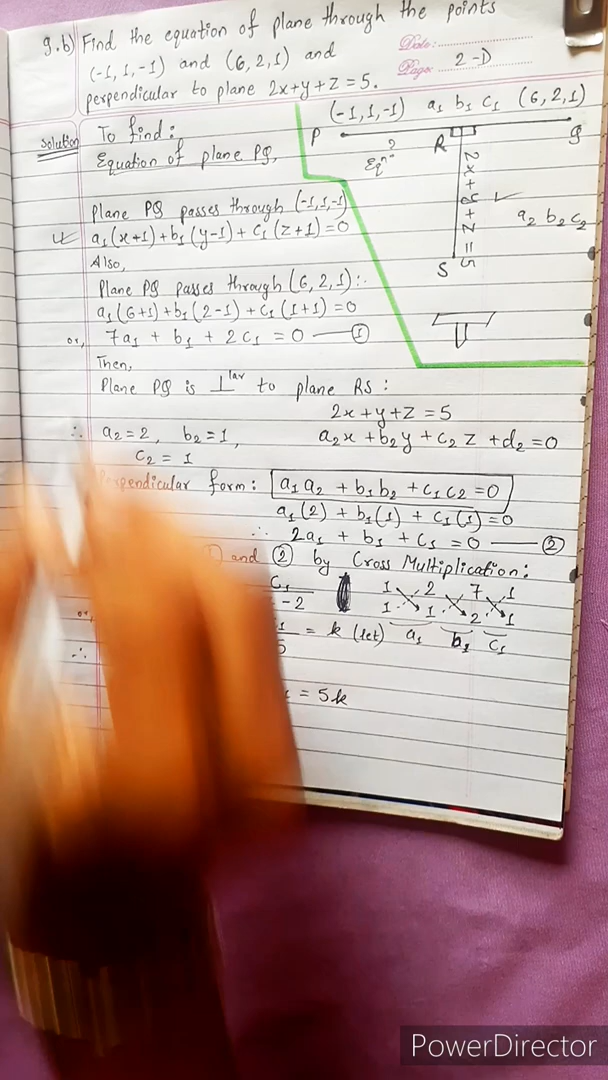 9.b) Find the equation of plane through the points
(-1, 1, -1) and (6, 2, 1) and
perpendicular to plane 2x+y+z=5.
Date:
Page: 2-D
Solution
To find:
Equation of plane PQ,
(-1,1,-1) a₁ b₁ c₁ (6,2,1)
P
R
Q
?
Eqⁿ
2x+y+z=5
a₂ b₂ c₂
S
Plane PQ passes through (-1,1,-1)
a₁(x+1)+b₁(y-1)+c₁(z+1)=0
Also,
Plane PQ passes through (6,2,1):-
a₁(6+1)+b₁(2-1)+c₁(1+1)=0
or, 7a₁ + b₁ + 2c₁ = 0 — ①
Then,
Plane PQ is ⊥lar to plane RS:
2x+y+z=5
∴ a₂=2, b₂=1, a₂x+b₂y+c₂z+d₂=0
c₂ = 1
Perpendicular form: a₁a₂ + b₁b₂ + c₁c₂ =0
a₁(2) + b₁(1) + c₁(1)=0
∴ 2a₁ + b₁ + c₁ = 0 — ②
and ② by Cross Multiplication:
c₁
-2
1 2 7 1
1 1 2 1
or,
= k (let) a₁ b₁ c₁
∴
= 5k
PowerDirector